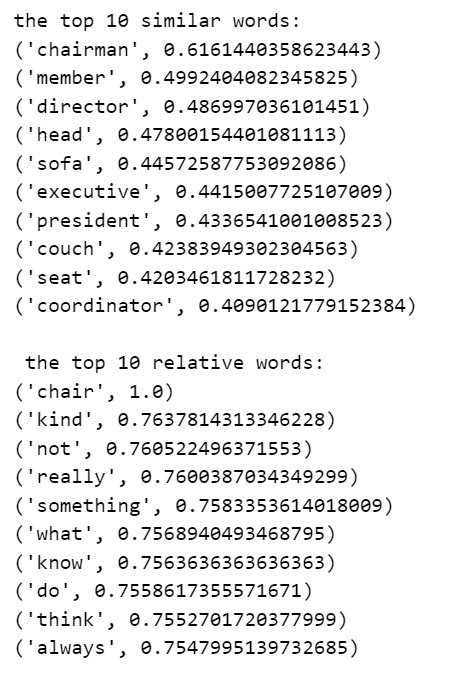 the top 10 similar words:
('chairman', 0.6161440358623443)
('member', 0.4992404082345825)
('director', 0.486997036101451)
('head', 0.47800154401081113)
('sofa', 0.44572587753092086)
('executive', 0.4415007725107009)
('president', 0.4336541001008523)
('couch', 0.42383949302304563)
('seat', 0.4203461811728232)
('coordinator', 0.4090121779152384)

the top 10 relative words:
('chair', 1.0)
('kind', 0.7637814313346228)
('not', 0.760522496371553)
('really', 0.7600387034349299)
('something', 0.7583353614018009)
('what', 0.7568940493468795)
('know', 0.7563636363636363)
('do', 0.7558617355571671)
('think', 0.7552701720377999)
('always', 0.7547995139732685)